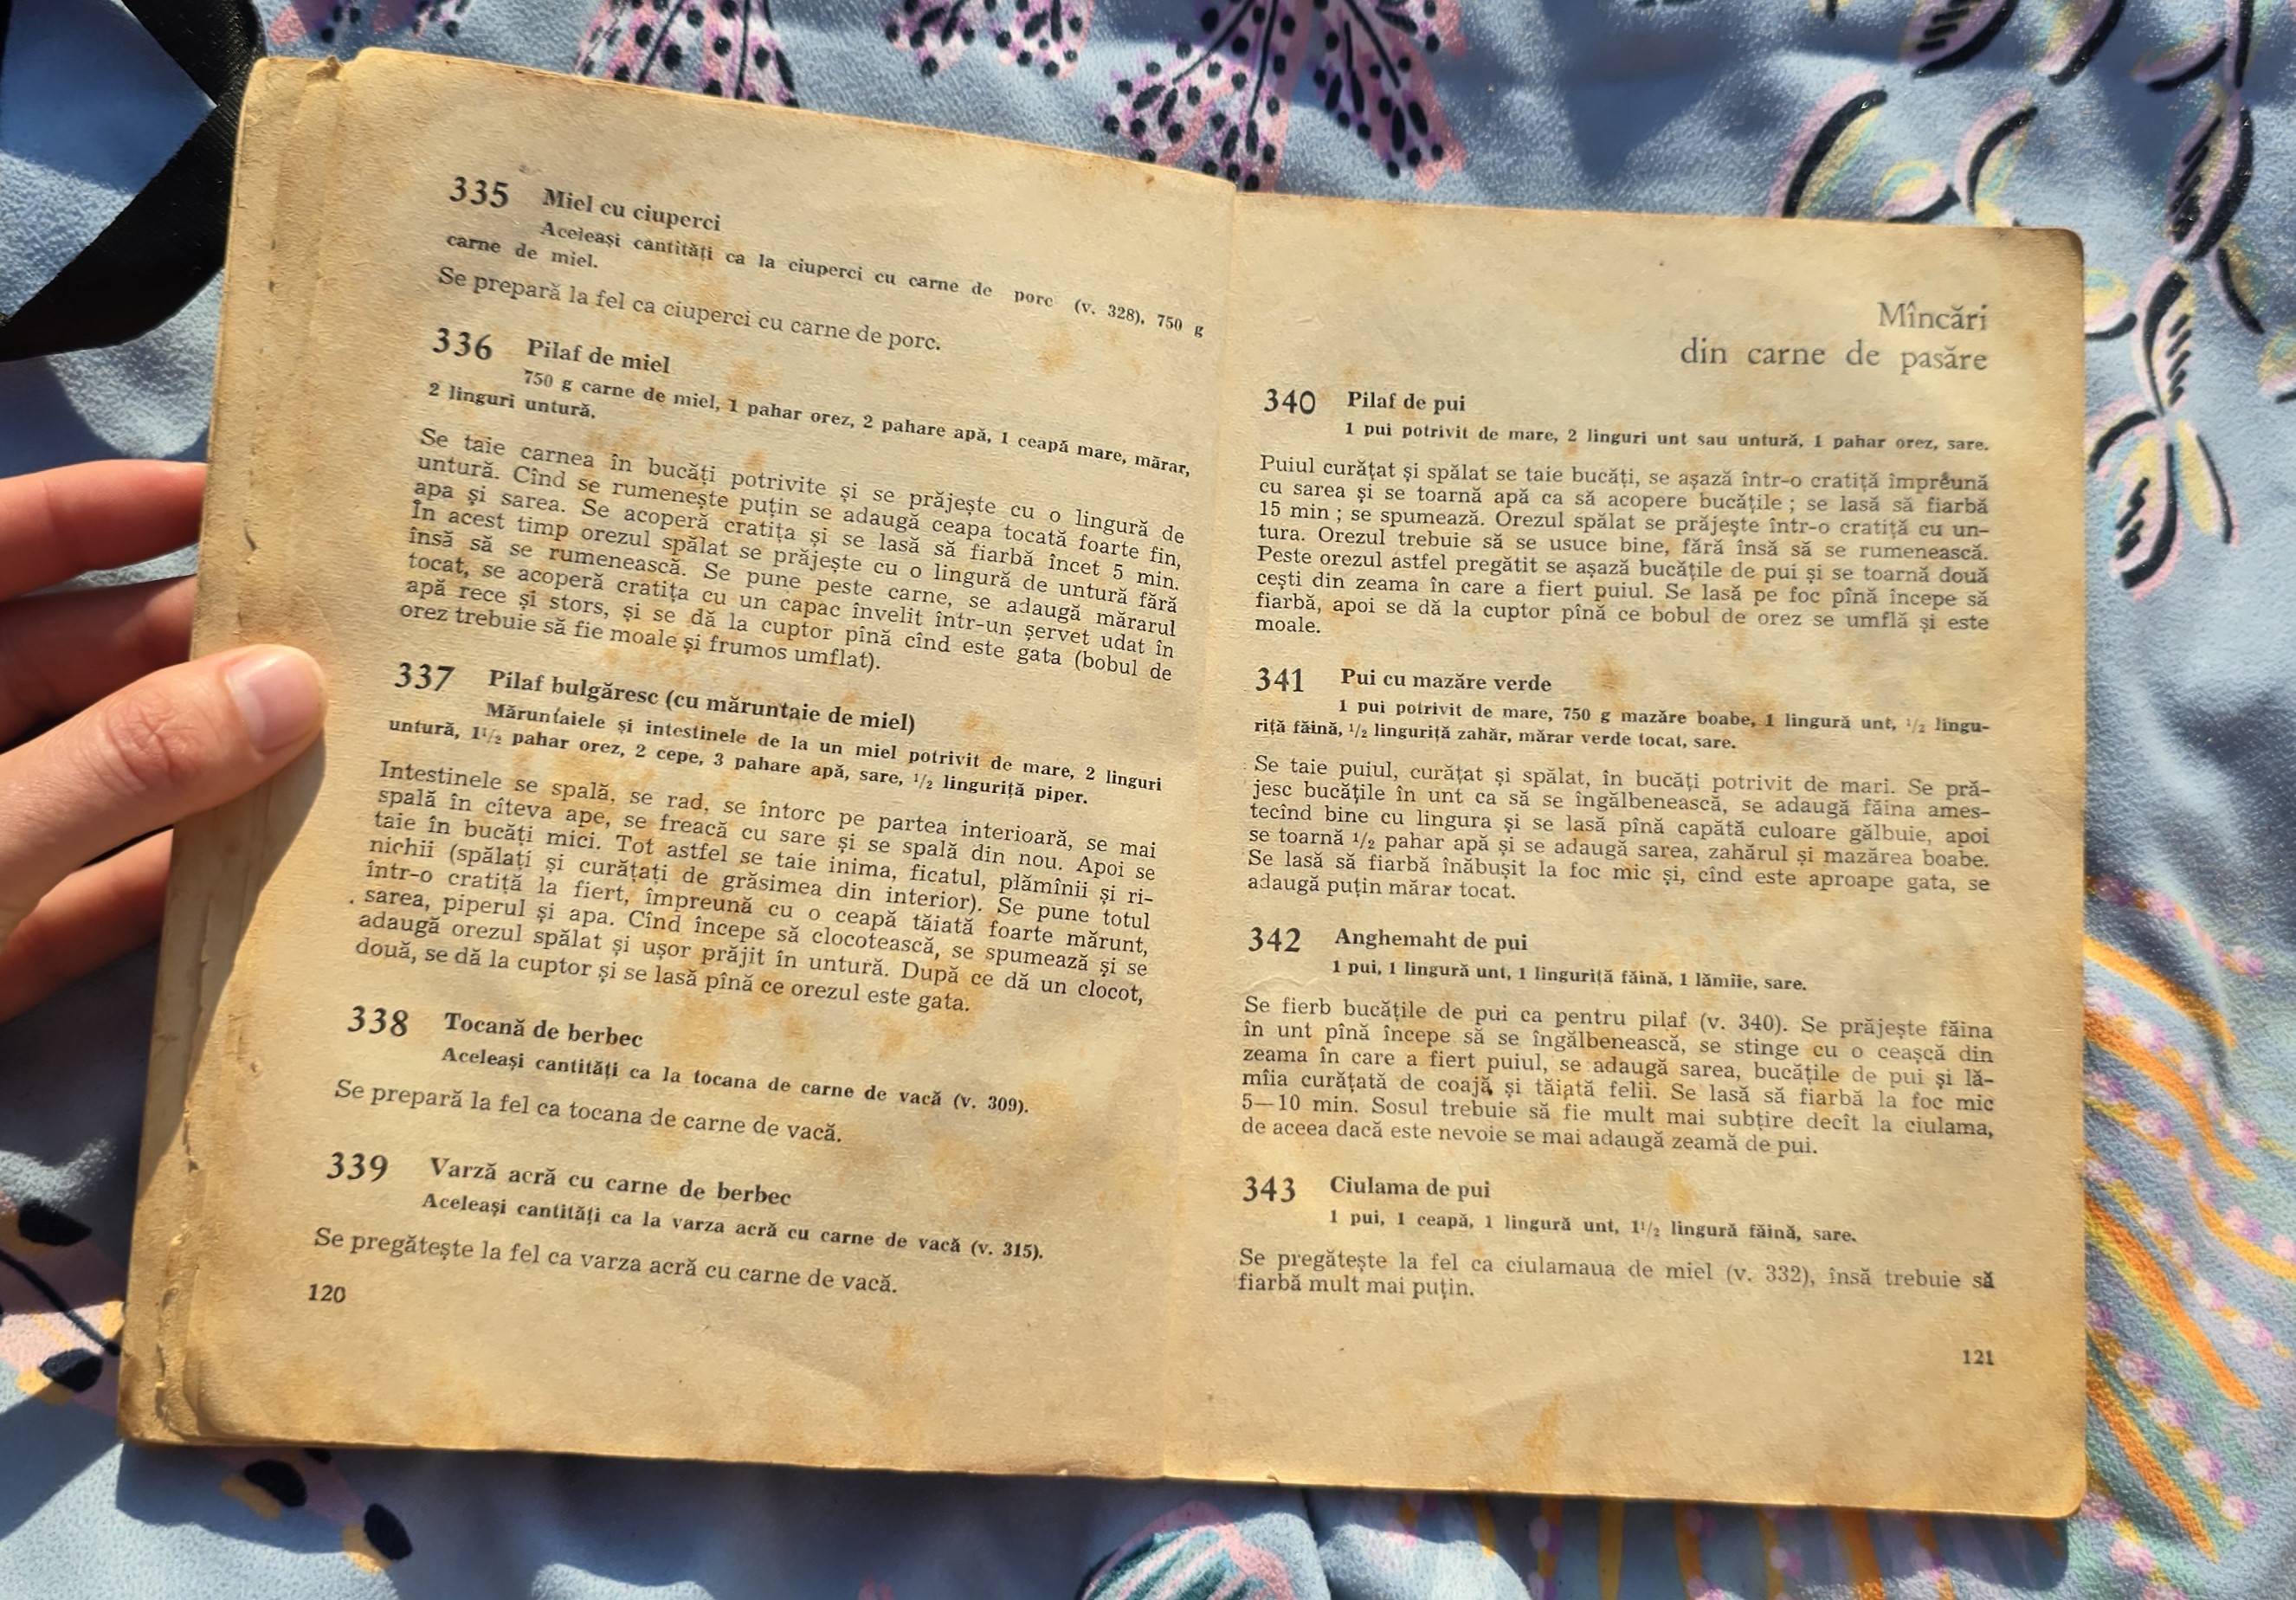 335 Miel cu ciuperci
Aceleași cantități ca la ciuperci cu carne de porc (v. 328), 750 g
carne de miel.
Se prepară la fel ca ciuperci cu carne de porc.
336 Pilaf de miel
750 g carne de miel, 1 pahar orez, 2 pahare apă, 1 ceapă mare, mărar,
2 linguri untură.
Se taie carnea în bucăți potrivite și se prăjește cu o lingură de
untură. Cînd se rumenește puțin se adaugă ceapa tocată foarte fin,
apa și sarea. Se acoperă cratița și se lasă să fiarbă încet 5 min.
În acest timp orezul spălat se prăjește cu o lingură de untură fără
însă să se rumenească. Se pune peste carne, se adaugă mărarul
tocat, se acoperă cratița cu un capac învelit într-un șervet udat în
apă rece și stors, și se dă la cuptor pînă cînd este gata (bobul de
orez trebuie să fie moale și frumos umflat).
337 Pilaf bulgăresc (cu măruntaie de miel)
Măruntaiele și intestinele de la un miel potrivit de mare, 2 linguri
untură, 1¹/₂ pahar orez, 2 cepe, 3 pahare apă, sare, ¹/₂ linguriță piper.
Intestinele se spală, se rad, se întorc pe partea interioară, se mai
spală în cîteva ape, se freacă cu sare și se spală din nou. Apoi se
taie în bucăți mici. Tot astfel se taie inima, ficatul, plămînii și ri-
nichii (spălați și curățați de grăsimea din interior). Se pune totul
într-o cratiță la fiert, împreună cu o ceapă tăiată foarte mărunt,
sarea, piperul și apa. Cînd începe să clocotească, se spumează și se
adaugă orezul spălat și ușor prăjit în untură. După ce dă un clocot,
două, se dă la cuptor și se lasă pînă ce orezul este gata.
338 Tocană de berbec
Aceleași cantități ca la tocana de carne de vacă (v. 309).
Se prepară la fel ca tocana de carne de vacă.
339 Varză acră cu carne de berbec
Aceleași cantități ca la varza acră cu carne de vacă (v. 315).
Se pregătește la fel ca varza acră cu carne de vacă.
120
Mîncări
din carne de pasăre
340 Pilaf de pui
1 pui potrivit de mare, 2 linguri unt sau untură, 1 pahar orez, sare.
Puiul curățat și spălat se taie bucăți, se așază într-o cratiță împreună
cu sarea și se toarnă apă ca să acopere bucățile ; se lasă să fiarbă
15 min ; se spumează. Orezul spălat se prăjește într-o cratiță cu un-
tura. Orezul trebuie să se usuce bine, fără însă să se rumenească.
Peste orezul astfel pregătit se așază bucățile de pui și se toarnă două
cești din zeama în care a fiert puiul. Se lasă pe foc pînă începe să
fiarbă, apoi se dă la cuptor pînă ce bobul de orez se umflă și este
moale.
341 Pui cu mazăre verde
1 pui potrivit de mare, 750 g mazăre boabe, 1 lingură unt, ¹/₂ lingu-
riță făină, ¹/₂ linguriță zahăr, mărar verde tocat, sare.
Se taie puiul, curățat și spălat, în bucăți potrivit de mari. Se pră-
jesc bucățile în unt ca să se îngălbenească, se adaugă făina ames-
tecînd bine cu lingura și se lasă pînă capătă culoare gălbuie, apoi
se toarnă ¹/₂ pahar apă și se adaugă sarea, zahărul și mazărea boabe.
Se lasă să fiarbă înăbușit la foc mic și, cînd este aproape gata, se
adaugă puțin mărar tocat.
342 Anghemaht de pui
1 pui, 1 lingură unt, 1 linguriță făină, 1 lămîie, sare.
Se fierb bucățile de pui ca pentru pilaf (v. 340). Se prăjește făina
în unt pînă începe să se îngălbenească, se stinge cu o ceașcă din
zeama în care a fiert puiul, se adaugă sarea, bucățile de pui și lă-
mîia curățată de coajă și tăiată felii. Se lasă să fiarbă la foc mic
5—10 min. Sosul trebuie să fie mult mai subțire decît la ciulama,
de aceea dacă este nevoie se mai adaugă zeamă de pui.
343 Ciulama de pui
1 pui, 1 ceapă, 1 lingură unt, 1¹/₂ lingură făină, sare.
Se pregătește la fel ca ciulamaua de miel (v. 332), însă trebuie să
fiarbă mult mai puțin.
121